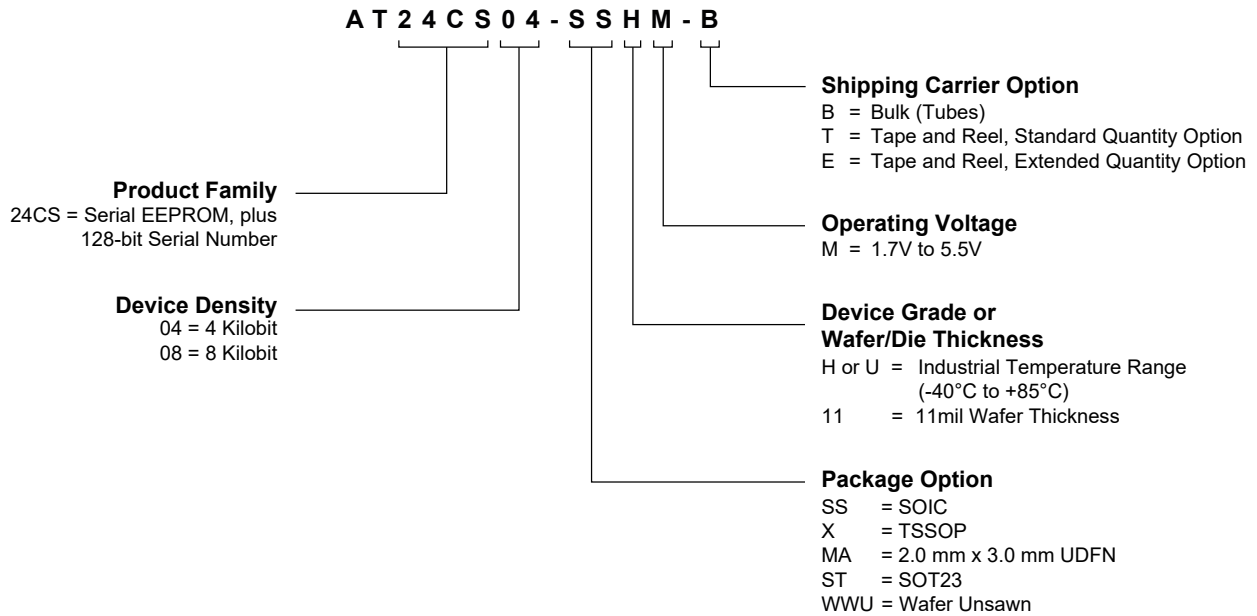 AT24CS04-SSHM-B
Shipping Carrier Option
B = Bulk (Tubes)
T = Tape and Reel, Standard Quantity Option
E = Tape and Reel, Extended Quantity Option
Product Family
24CS = Serial EEPROM, plus
128-bit Serial Number
Operating Voltage
M = 1.7V to 5.5V
Device Density
04 = 4 Kilobit
08 = 8 Kilobit
Device Grade or
Wafer/Die Thickness
H or U = Industrial Temperature Range
(-40°C to +85°C)
11 = 11mil Wafer Thickness
Package Option
SS = SOIC
X = TSSOP
MA = 2.0 mm x 3.0 mm UDFN
ST = SOT23
WWU = Wafer Unsawn